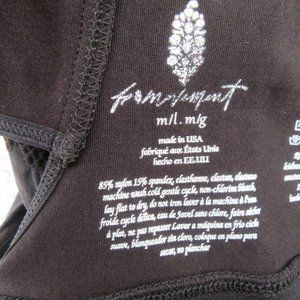 fp movement
m/l. m/g
made in USA
fabriqué aux États Unis
hecho en EE.UU
85% nylon 15% spandex, elasthanne, elastan, elastano
machine wash cold gentle cycle, non-chlorine bleach,
lay flat to dry, do not iron laver à la machine à l'eau
froide cycle délica, eau de Javel sans chlore, faire sécher
à plat, ne pas repasser Lavar a máquina en frío ciclo
suave, blanqueador sin cloro, coloque en plano para
secar, no planchar